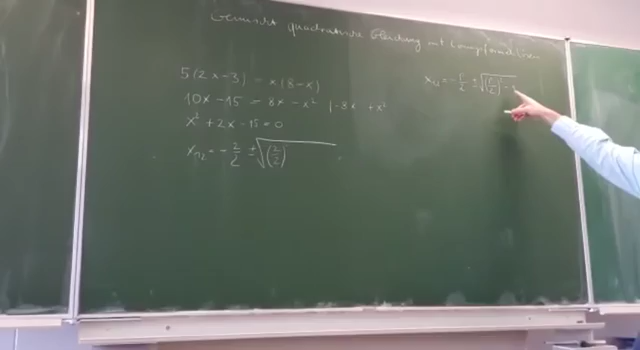 Gemischt quadratische Gleichung mit Lösungsformel lösen
x₁,₂ = -p/2 ± √((p/2)² - q
5(2x-3) = x(8-x)
10x-15 = 8x-x² |-8x +x²
x²+2x-15=0
x₁,₂ = -2/2 ± √((2/2)